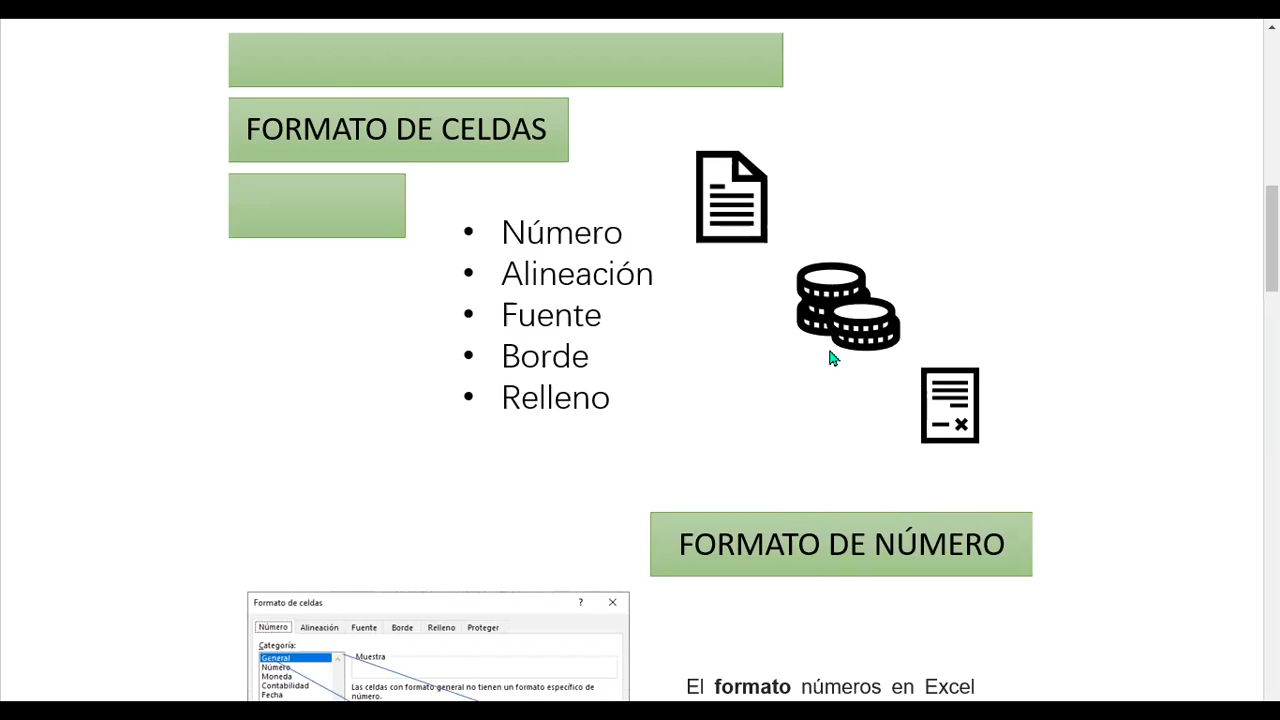 FORMATO DE CELDAS
• Número
• Alineación
• Fuente
• Borde
• Relleno
FORMATO DE NÚMERO
Formato de celdas ? ×
Número Alineación Fuente Borde Relleno Proteger
Categoría:
General
Número
Moneda
Contabilidad
Fecha
Muestra
Las celdas con formato general no tienen un formato específico de
número.
El formato números en Excel